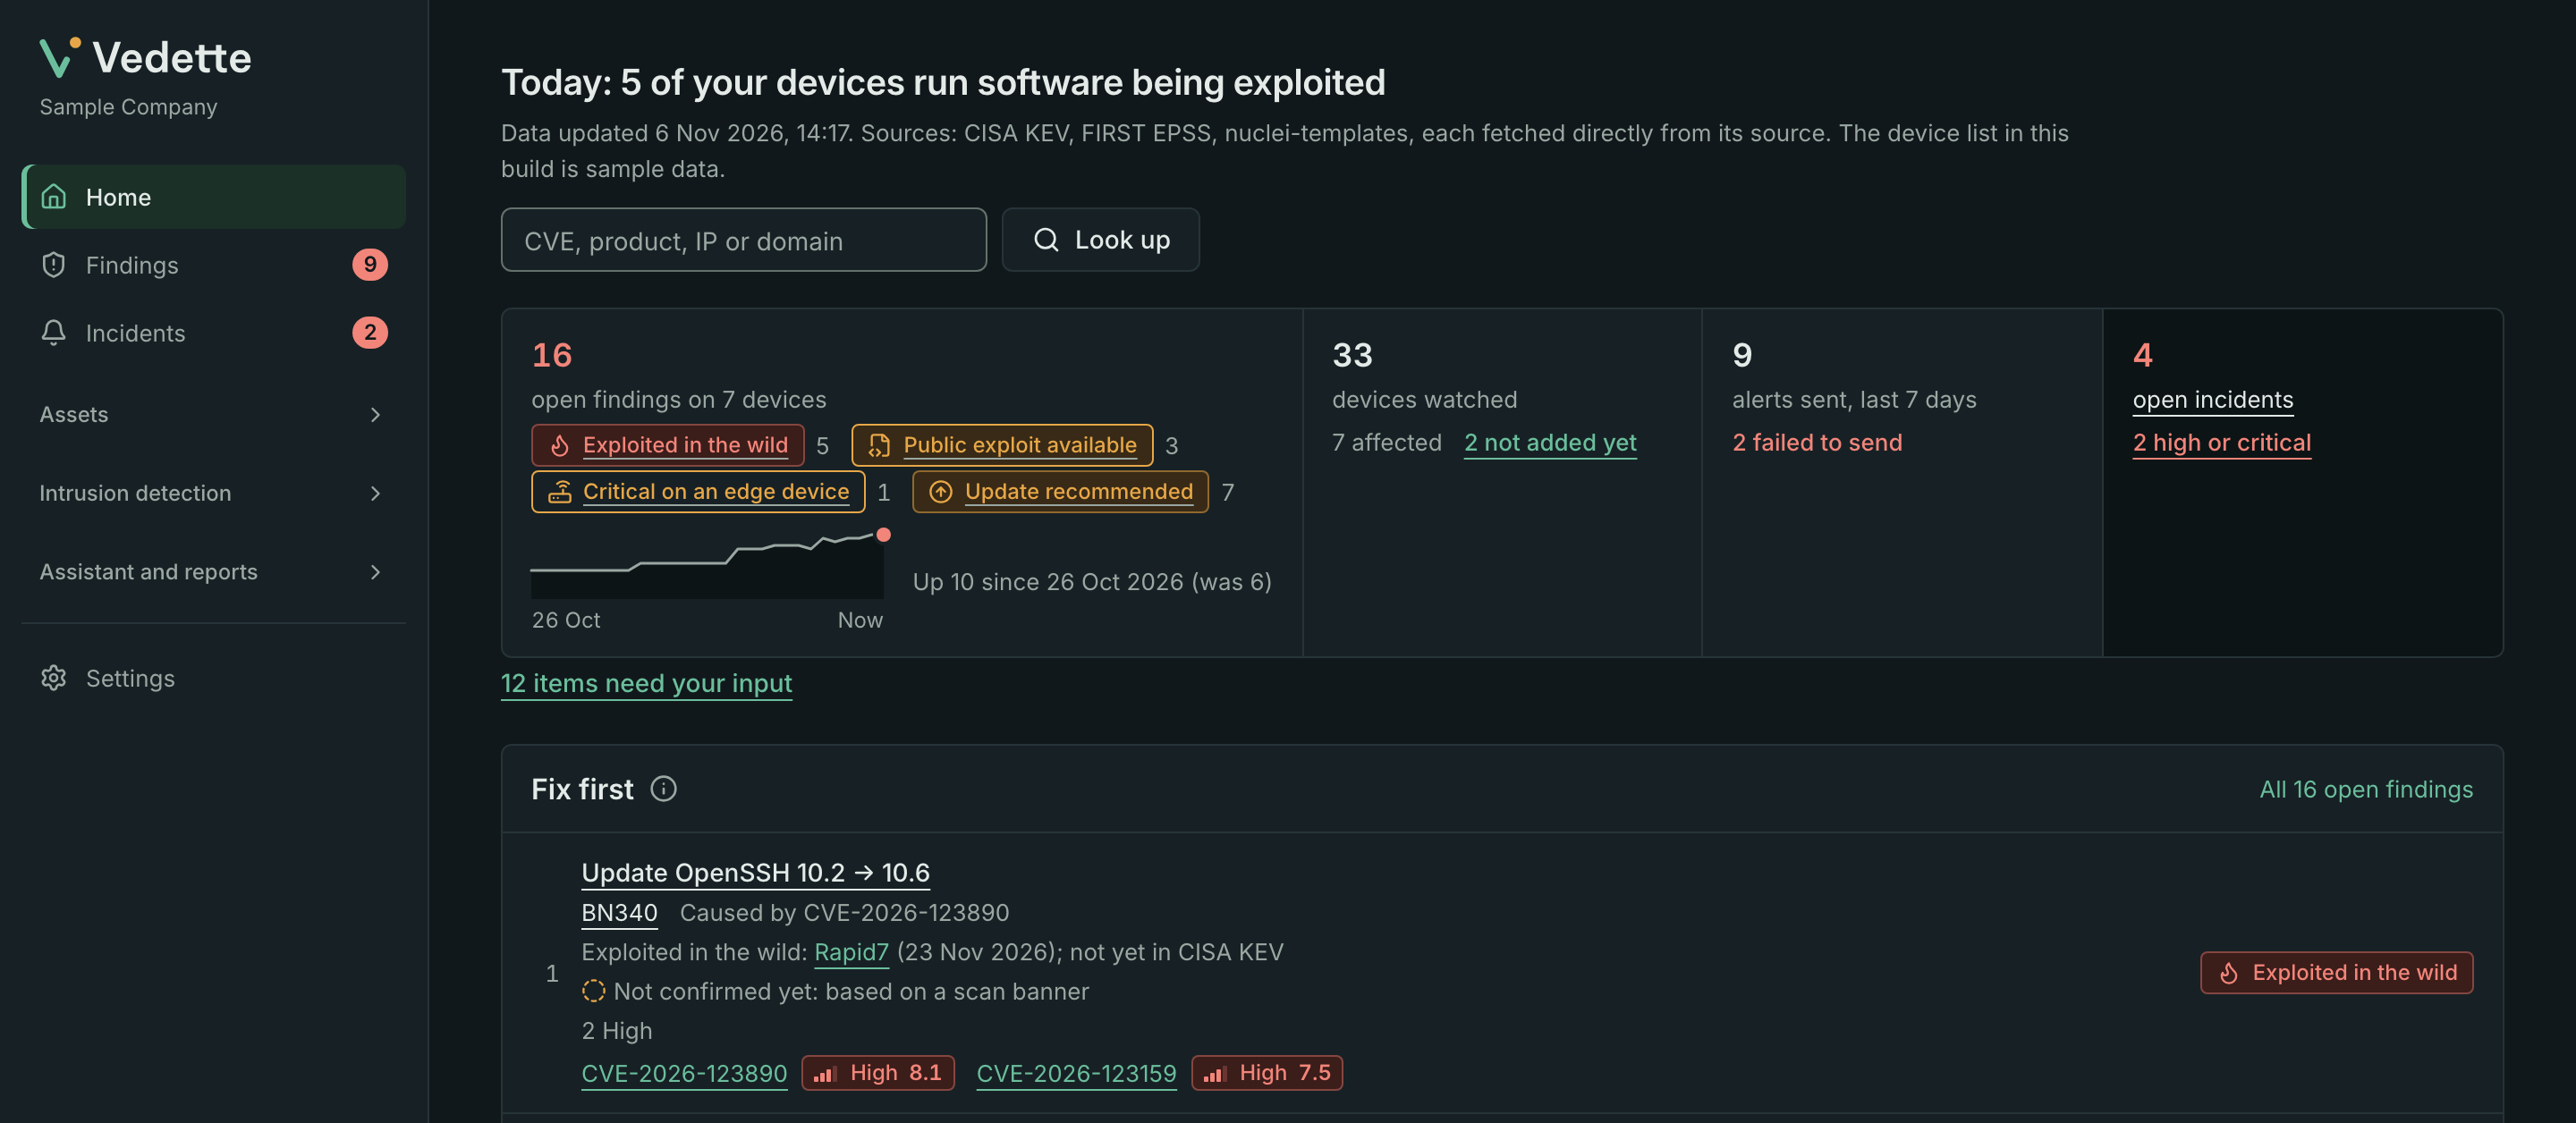 Vedette
Sample Company
Home
Findings 9
Incidents 2
Assets
Intrusion detection
Assistant and reports
Settings
Today: 5 of your devices run software being exploited
Data updated 6 Nov 2026, 14:17. Sources: CISA KEV, FIRST EPSS, nuclei-templates, each fetched directly from its source. The device list in this
build is sample data.
CVE, product, IP or domain
Look up
16
open findings on 7 devices
Exploited in the wild 5 Public exploit available 3
Critical on an edge device 1 Update recommended 7
Up 10 since 26 Oct 2026 (was 6)
26 Oct Now
33
devices watched
7 affected 2 not added yet
9
alerts sent, last 7 days
2 failed to send
4
open incidents
2 high or critical
12 items need your input
Fix first
All 16 open findings
1
Update OpenSSH 10.2 → 10.6
BN340 Caused by CVE-2026-123890
Exploited in the wild: Rapid7 (23 Nov 2026); not yet in CISA KEV
Not confirmed yet: based on a scan banner
2 High
CVE-2026-123890 High 8.1 CVE-2026-123159 High 7.5
Exploited in the wild